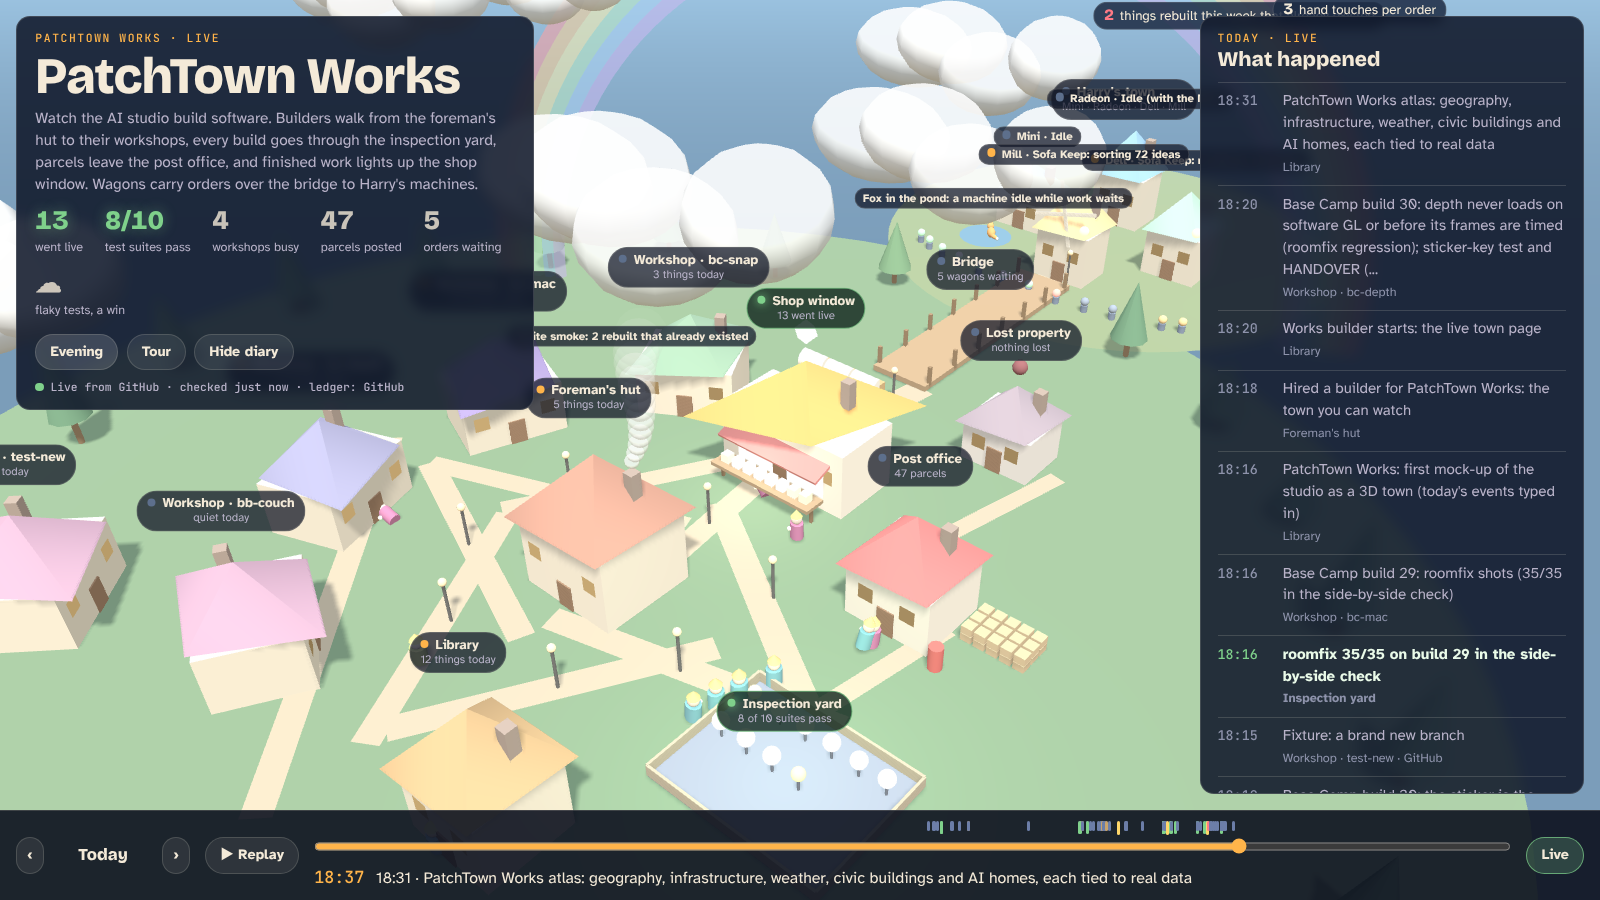 PATCHTOWN WORKS · LIVE
PatchTown Works
Watch the AI studio build software. Builders walk from the foreman's
hut to their workshops, every build goes through the inspection yard,
parcels leave the post office, and finished work lights up the shop
window. Wagons carry orders over the bridge to Harry's machines.
13
went live
8/10
test suites pass
4
workshops busy
47
parcels posted
5
orders waiting
flaky tests, a win
Evening
Tour
Hide diary
Live from GitHub · checked just now · ledger: GitHub
2 things rebuilt this week
3 hand touches per order
Radeon · Idle (with the
Mini · Idle
Mill · Sofa Keep: sorting 72 ideas
Fox in the pond: a machine idle while work waits
Workshop · bc-snap
3 things today
Bridge
5 wagons waiting
mac
Shop window
13 went live
Lost property
nothing lost
ite smoke: 2 rebuilt that already existed
Foreman's hut
5 things today
Post office
47 parcels
· test-new
today
Workshop · bb-couch
quiet today
Library
12 things today
Inspection yard
8 of 10 suites pass
TODAY · LIVE
What happened
18:31
PatchTown Works atlas: geography,
infrastructure, weather, civic buildings and
AI homes, each tied to real data
Library
18:20
Base Camp build 30: depth never loads on
software GL or before its frames are timed
(roomfix regression); sticker-key test and
HANDOVER (…
Workshop · bc-depth
18:20
Works builder starts: the live town page
Library
18:18
Hired a builder for PatchTown Works: the
town you can watch
Foreman's hut
18:16
PatchTown Works: first mock-up of the
studio as a 3D town (today's events typed
in)
Library
18:16
Base Camp build 29: roomfix shots (35/35
in the side-by-side check)
Workshop · bc-mac
18:16
roomfix 35/35 on build 29 in the side-
by-side check
Inspection yard
18:15
Fixture: a brand new branch
Workshop · test-new · GitHub
‹
Today
›
▶ Replay
18:37
18:31 · PatchTown Works atlas: geography, infrastructure, weather, civic buildings and AI homes, each tied to real data
Live